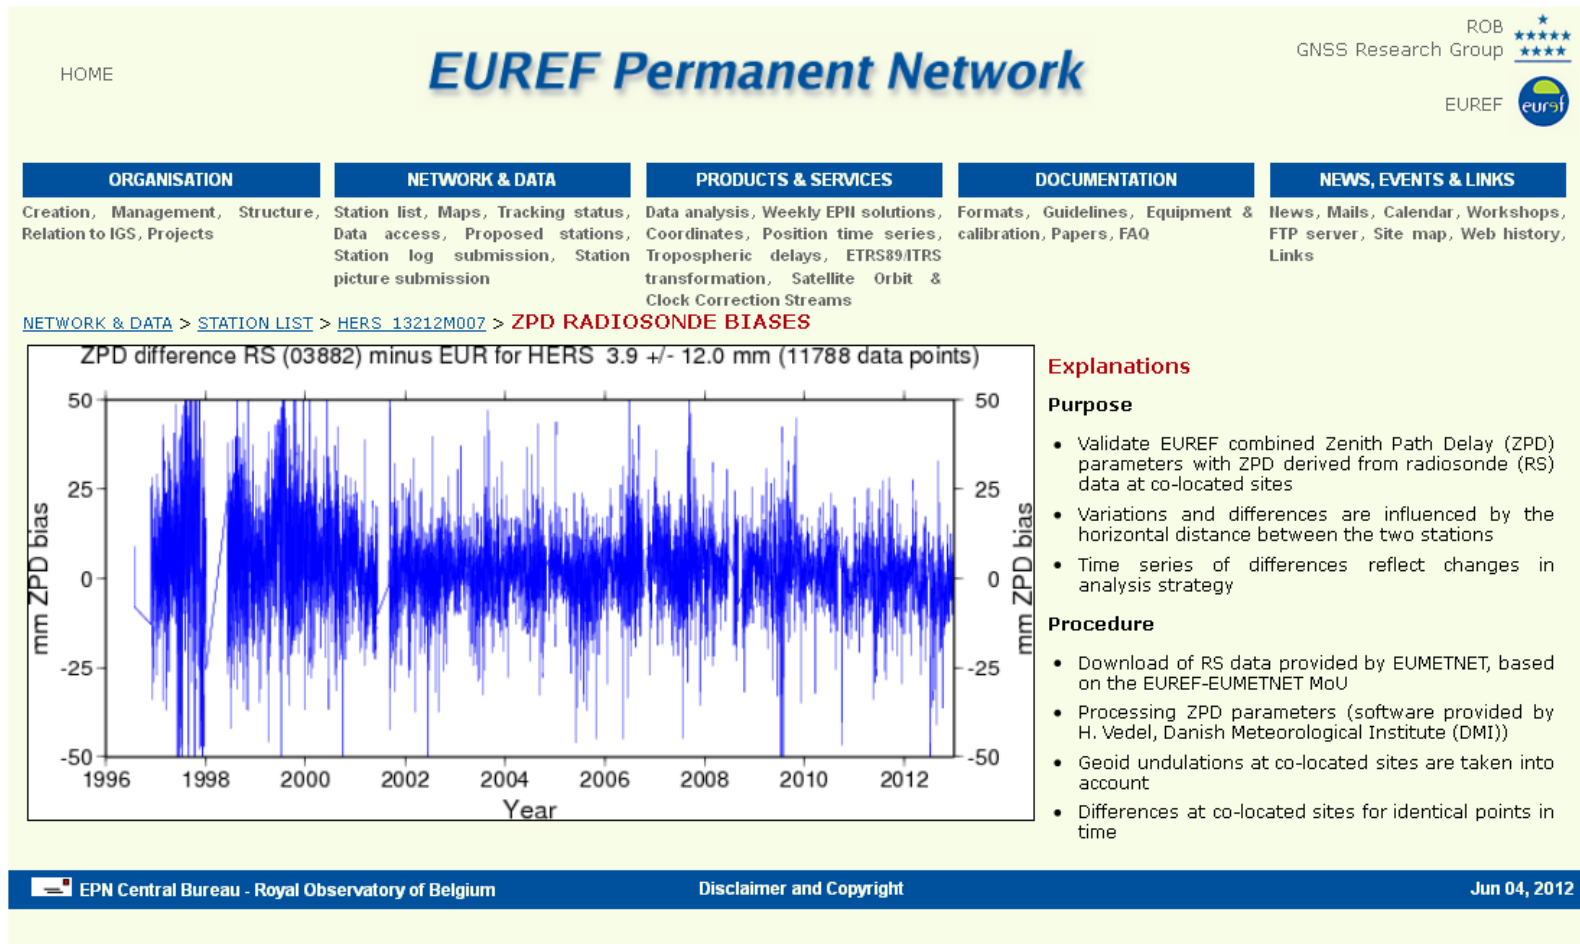 HOME
EUREF Permanent Network
ROB
GNSS Research Group
EUREF
euref
ORGANISATION
Creation, Management, Structure,
Relation to IGS, Projects
NETWORK & DATA
Station list, Maps, Tracking status,
Data access, Proposed stations,
Station log submission, Station
picture submission
PRODUCTS & SERVICES
Data analysis, Weekly EPN solutions,
Coordinates, Position time series,
Tropospheric delays, ETRS89/ITRS
transformation, Satellite Orbit &
Clock Correction Streams
DOCUMENTATION
Formats, Guidelines, Equipment &
calibration, Papers, FAQ
NEWS, EVENTS & LINKS
News, Mails, Calendar, Workshops,
FTP server, Site map, Web history,
Links
NETWORK & DATA > STATION LIST > HERS_13212M007 > ZPD RADIOSONDE BIASES
ZPD difference RS (03882) minus EUR for HERS 3.9 +/- 12.0 mm (11788 data points)
mm ZPD bias
50
25
0
-25
-50
50
25
0
-25
-50
mm ZPD bias
1996 1998 2000 2002 2004 2006 2008 2010 2012
Year
Explanations
Purpose
• Validate EUREF combined Zenith Path Delay (ZPD)
parameters with ZPD derived from radiosonde (RS)
data at co-located sites
• Variations and differences are influenced by the
horizontal distance between the two stations
• Time series of differences reflect changes in
analysis strategy
Procedure
• Download of RS data provided by EUMETNET, based
on the EUREF-EUMETNET MoU
• Processing ZPD parameters (software provided by
H. Vedel, Danish Meteorological Institute (DMI))
• Geoid undulations at co-located sites are taken into
account
• Differences at co-located sites for identical points in
time
EPN Central Bureau - Royal Observatory of Belgium
Disclaimer and Copyright
Jun 04, 2012